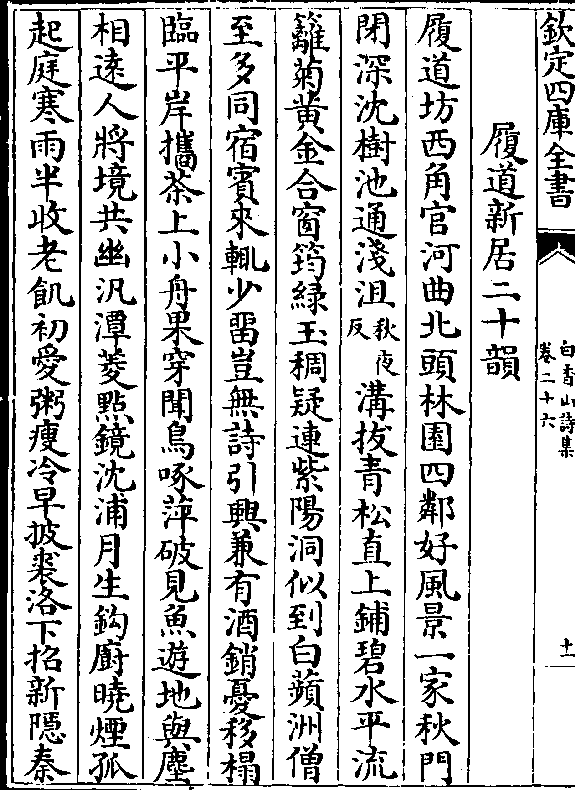 欽定四庫全書
白香山詩集
卷二十六
十一
履道新居二十韻
履道坊西角官河曲北頭林園四鄰好風景一家秋門
閉深沈樹池通淺沮秋夜反溝拔青松直上鋪碧水平流
籬菊黃金合窗筠綠玉稠疑連紫陽洞似到白蘋洲僧
至多同宿賓來輒少畱豈無詩引興兼有酒銷憂移榻
臨平岸攜茶上小舟果穿聞鳥啄萍破見魚遊地與塵
相遠人將境共幽汎潭菱點鏡沈浦月生鈎廚曉煙孤
起庭寒雨半收老飢初愛粥瘦冷早披裘洛下招新隱秦